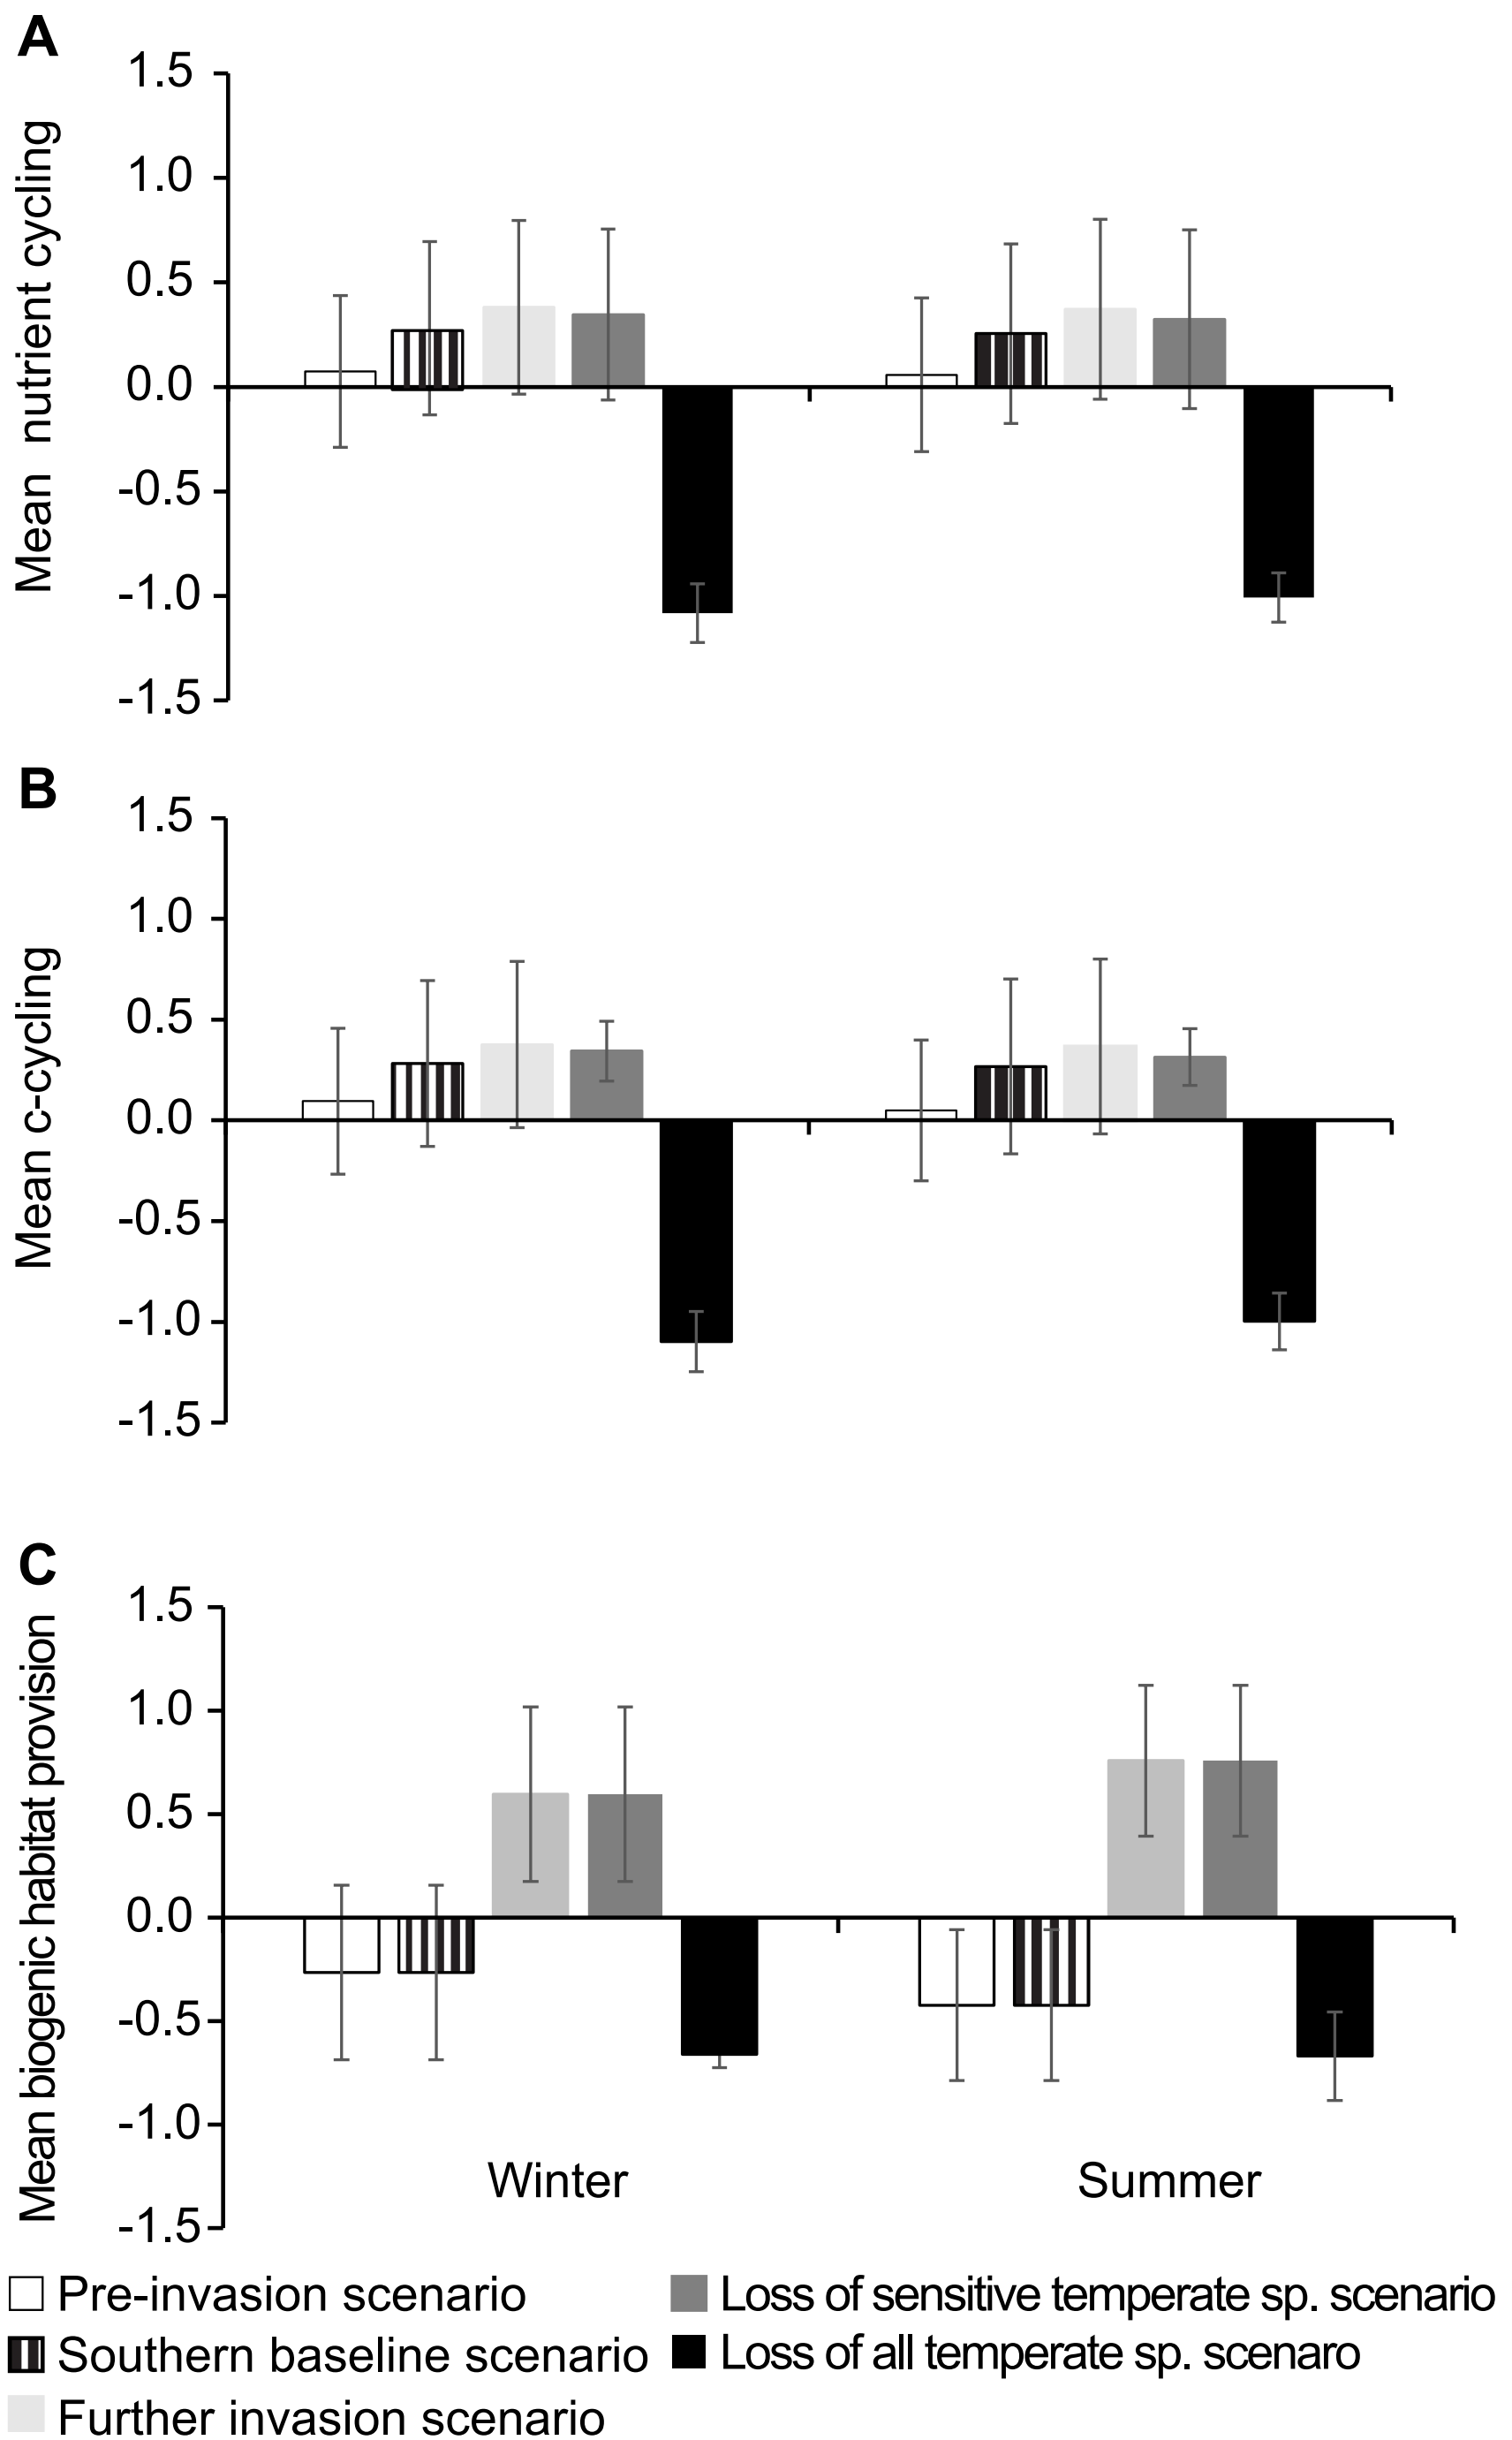 A
Mean nutrient cycling
1.5
1.0
0.5
0.0
-0.5
-1.0
-1.5
B
Mean c-cycling
1.5
1.0
0.5
0.0
-0.5
-1.0
-1.5
C
Mean biogenic habitat provision
1.5
1.0
0.5
0.0
-0.5
-1.0
-1.5
Winter
Summer
Pre-invasion scenario
Southern baseline scenario
Further invasion scenario
Loss of sensitive temperate sp. scenario
Loss of all temperate sp. scenaro